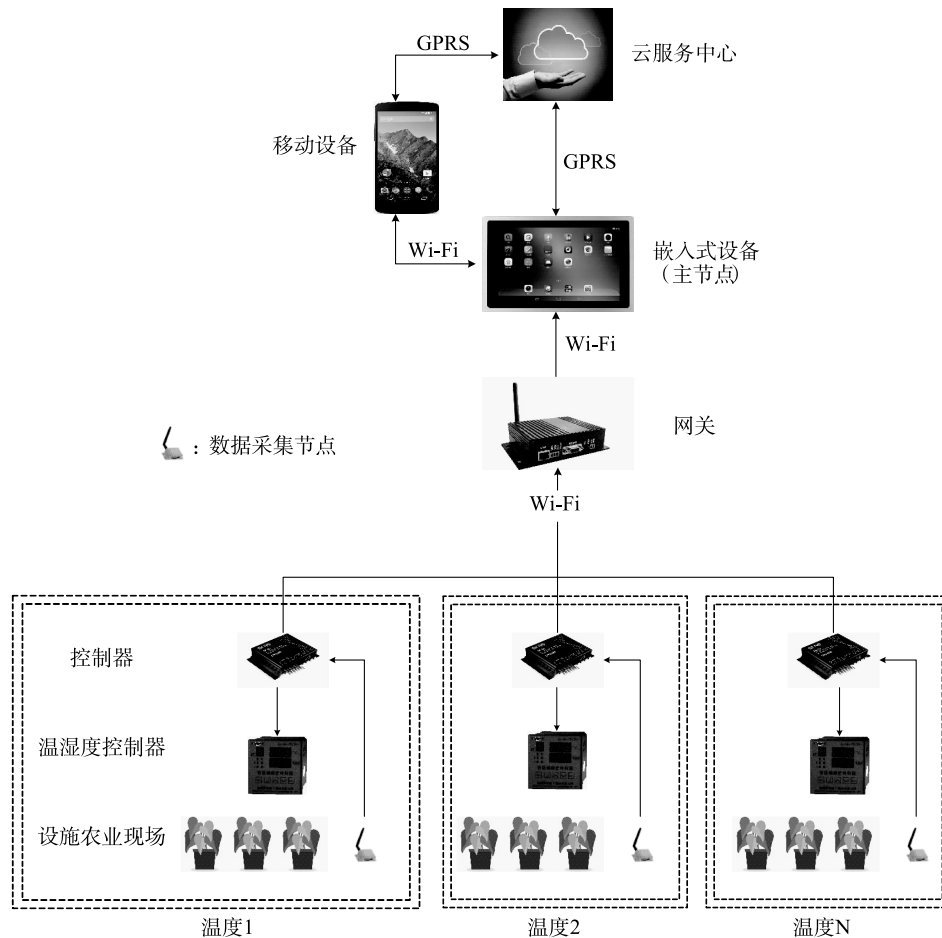 GPRS
云服务中心
移动设备
GPRS
Wi-Fi
嵌入式设备
（主节点）
Wi-Fi
网关
：数据采集节点
Wi-Fi
控制器
温湿度控制器
设施农业现场
温度1
温度2
温度N